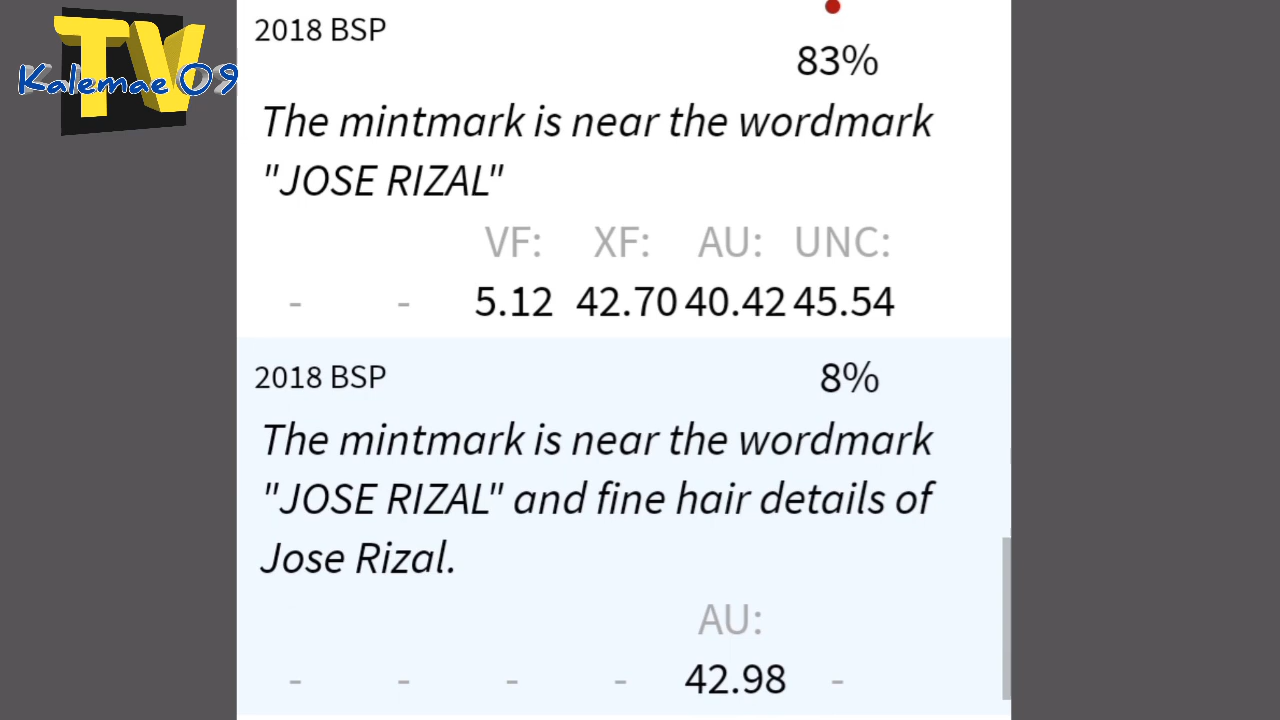 TV
Kalemae 09
2018 BSP
83%
The mintmark is near the wordmark
"JOSE RIZAL"
VF: XF: AU: UNC:
- - 5.12 42.70 40.42 45.54
2018 BSP 8%
The mintmark is near the wordmark
"JOSE RIZAL" and fine hair details of
Jose Rizal.
AU:
- - - - 42.98 -